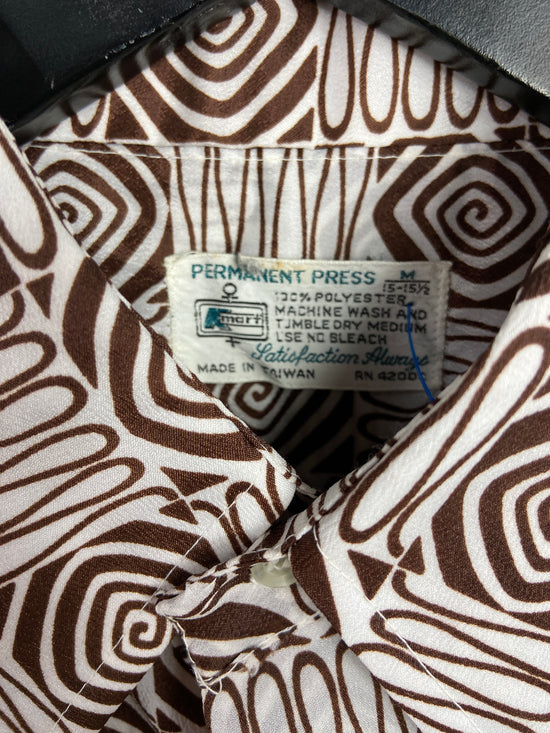 PERMANENT PRESS M
15-15½
100% POLYESTER
Kmart
MACHINE WASH AND
TUMBLE DRY MEDIUM
USE NO BLEACH
Satisfaction Always
MADE IN TAIWAN RN